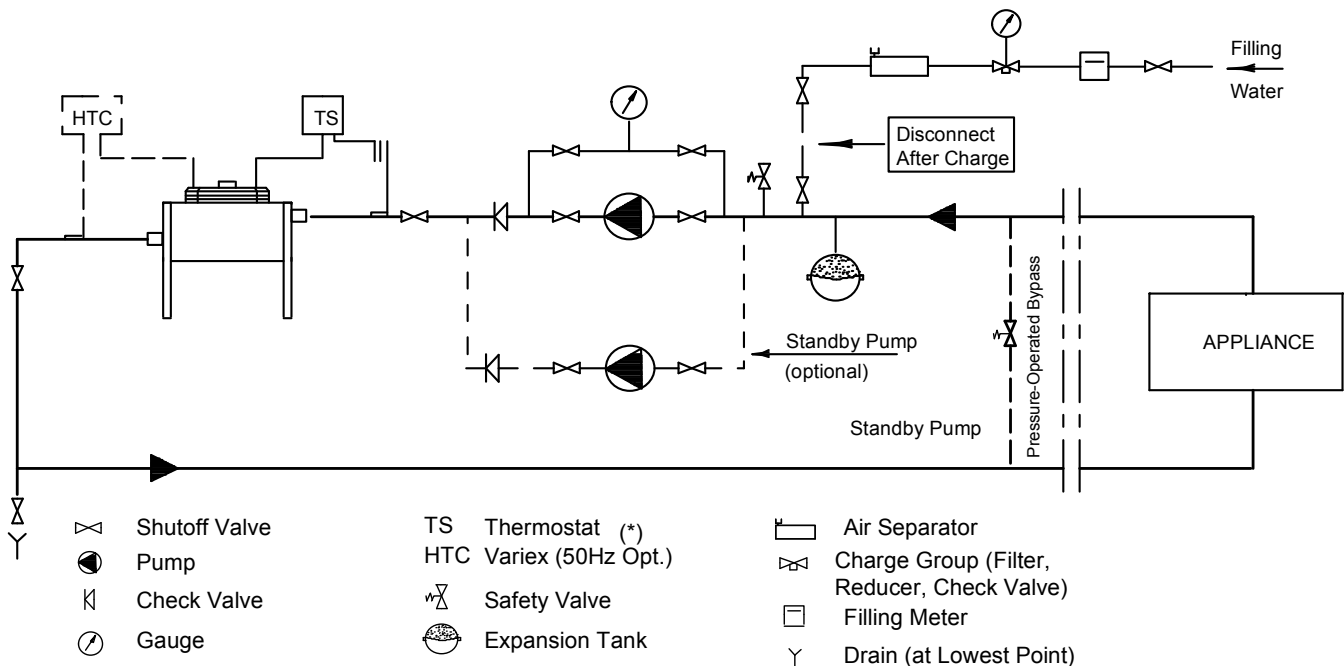 Filling
Water
HTC
TS
Disconnect
After Charge
Standby Pump
(optional)
Pressure-Operated Bypass
APPLIANCE
Standby Pump
Shutoff Valve
Pump
Check Valve
Gauge
TS Thermostat (*)
HTC Variex (50Hz Opt.)
Safety Valve
Expansion Tank
Air Separator
Charge Group (Filter,
Reducer, Check Valve)
Filling Meter
Drain (at Lowest Point)